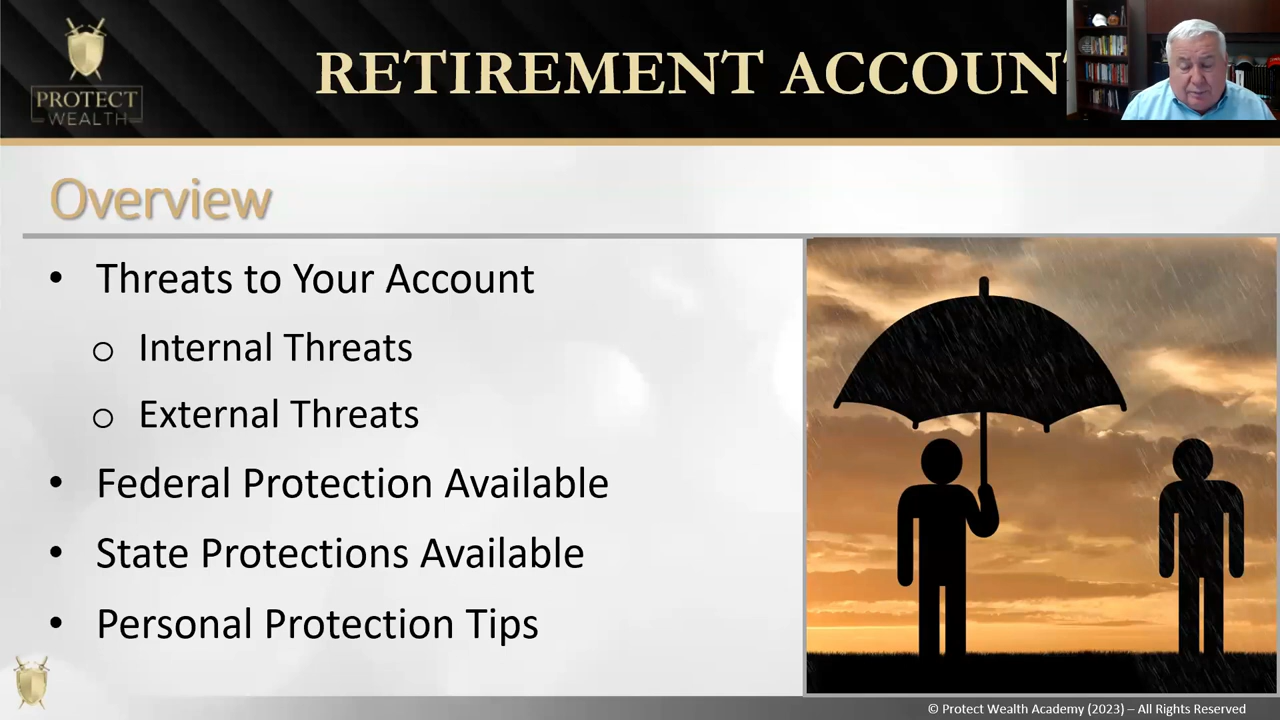 PROTECT
WEALTH
RETIREMENT ACCOUN
Overview
• Threats to Your Account
o Internal Threats
o External Threats
• Federal Protection Available
• State Protections Available
• Personal Protection Tips
© Protect Wealth Academy (2023) – All Rights Reserved